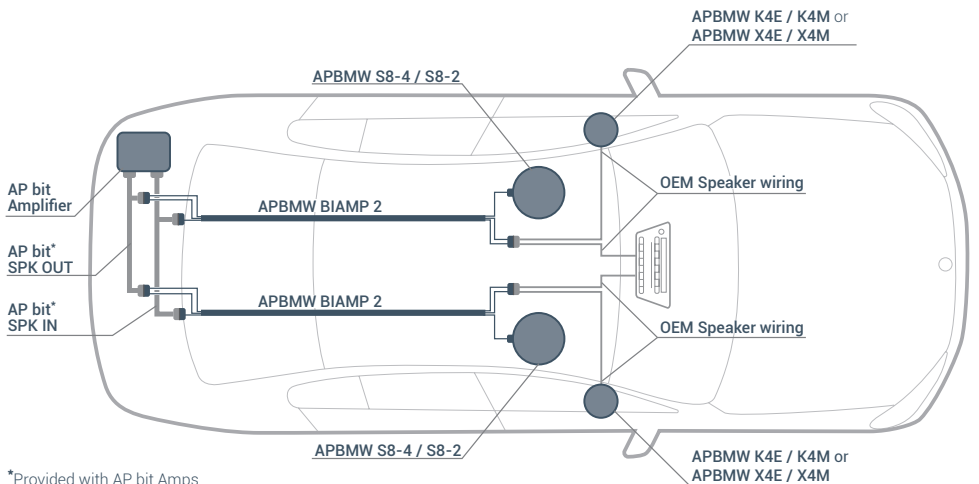 APBMW K4E / K4M or
APBMW X4E / X4M
APBMW S8-4 / S8-2
AP bit
Amplifier
OEM Speaker wiring
APBMW BIAMP 2
AP bit*
SPK OUT
APBMW BIAMP 2
AP bit*
SPK IN
OEM Speaker wiring
APBMW S8-4 / S8-2
APBMW K4E / K4M or
APBMW X4E / X4M
*Provided with AP bit Amps